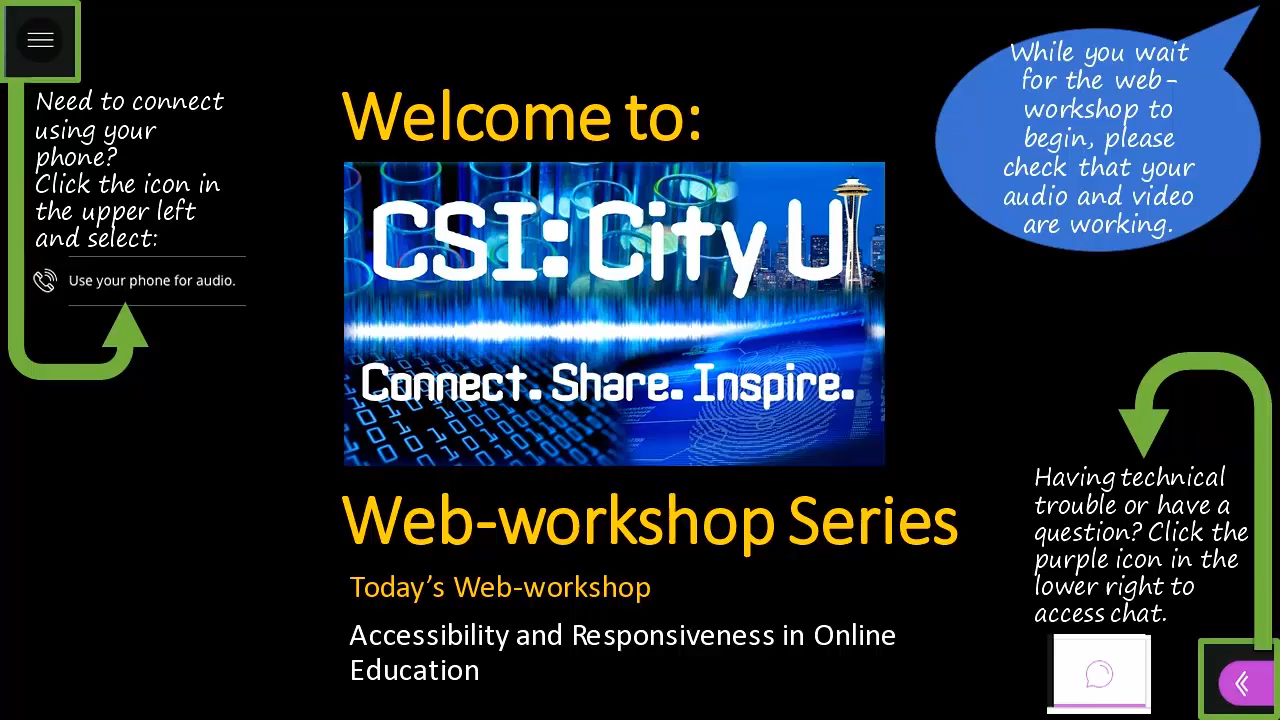 Need to connect
using your
phone?
Click the icon in
the upper left
and select:
Use your phone for audio.
Welcome to:
CSI: City U
Connect. Share. Inspire.
Web-workshop Series
Today's Web-workshop
Accessibility and Responsiveness in Online
Education
While you wait
for the web-
workshop to
begin, please
check that your
audio and video
are working.
Having technical
trouble or have a
question? Click the
purple icon in the
lower right to
access chat.